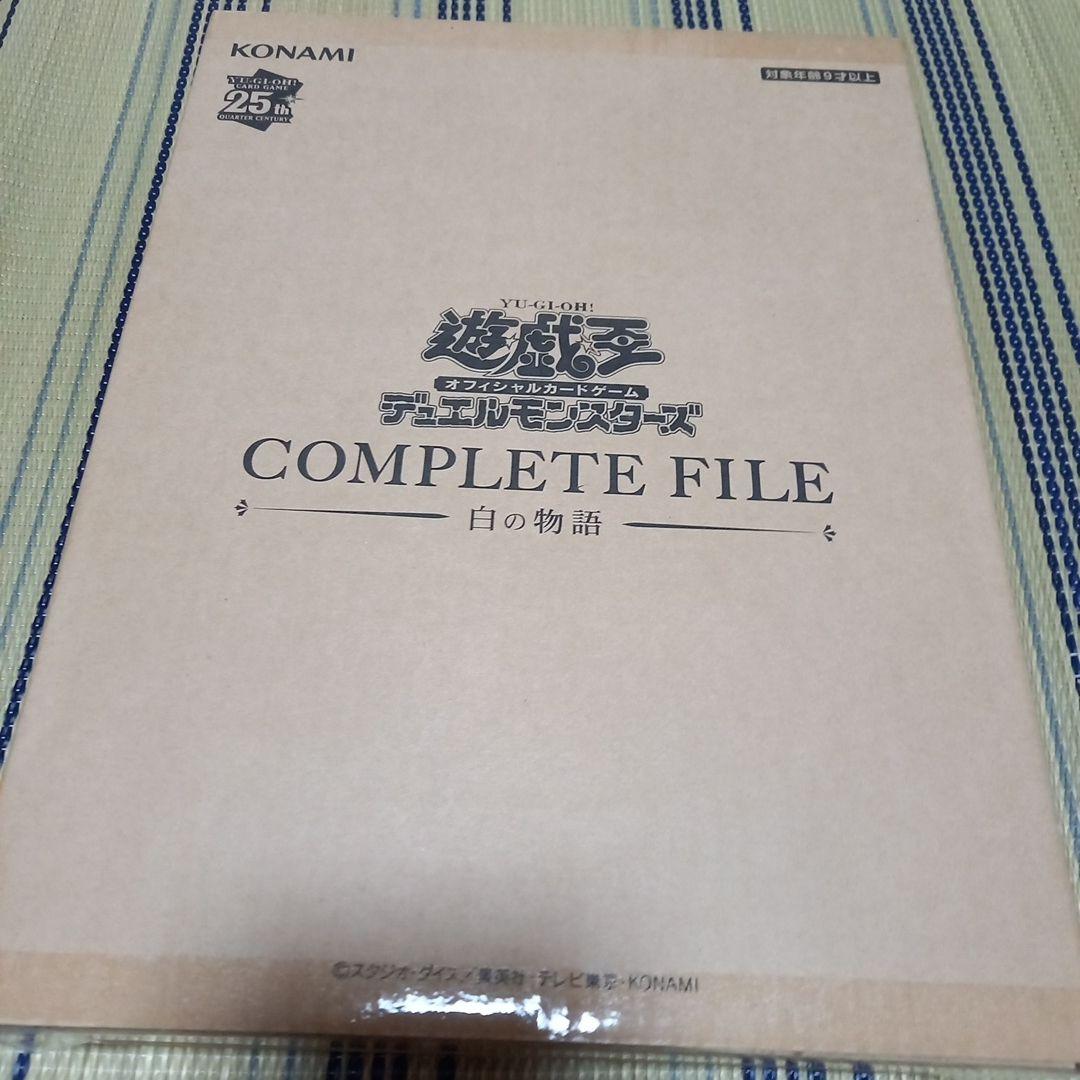 KONAMI
対象年齢9才以上
YU-GI-OH!
CARD GAME
25th
QUARTER CENTURY
YU-GI-OH!
遊☆戯☆王
オフィシャルカードゲーム
デュエルモンスターズ
COMPLETE FILE
白の物語
©スタジオ・ダイス/集英社・テレビ東京・KONAMI